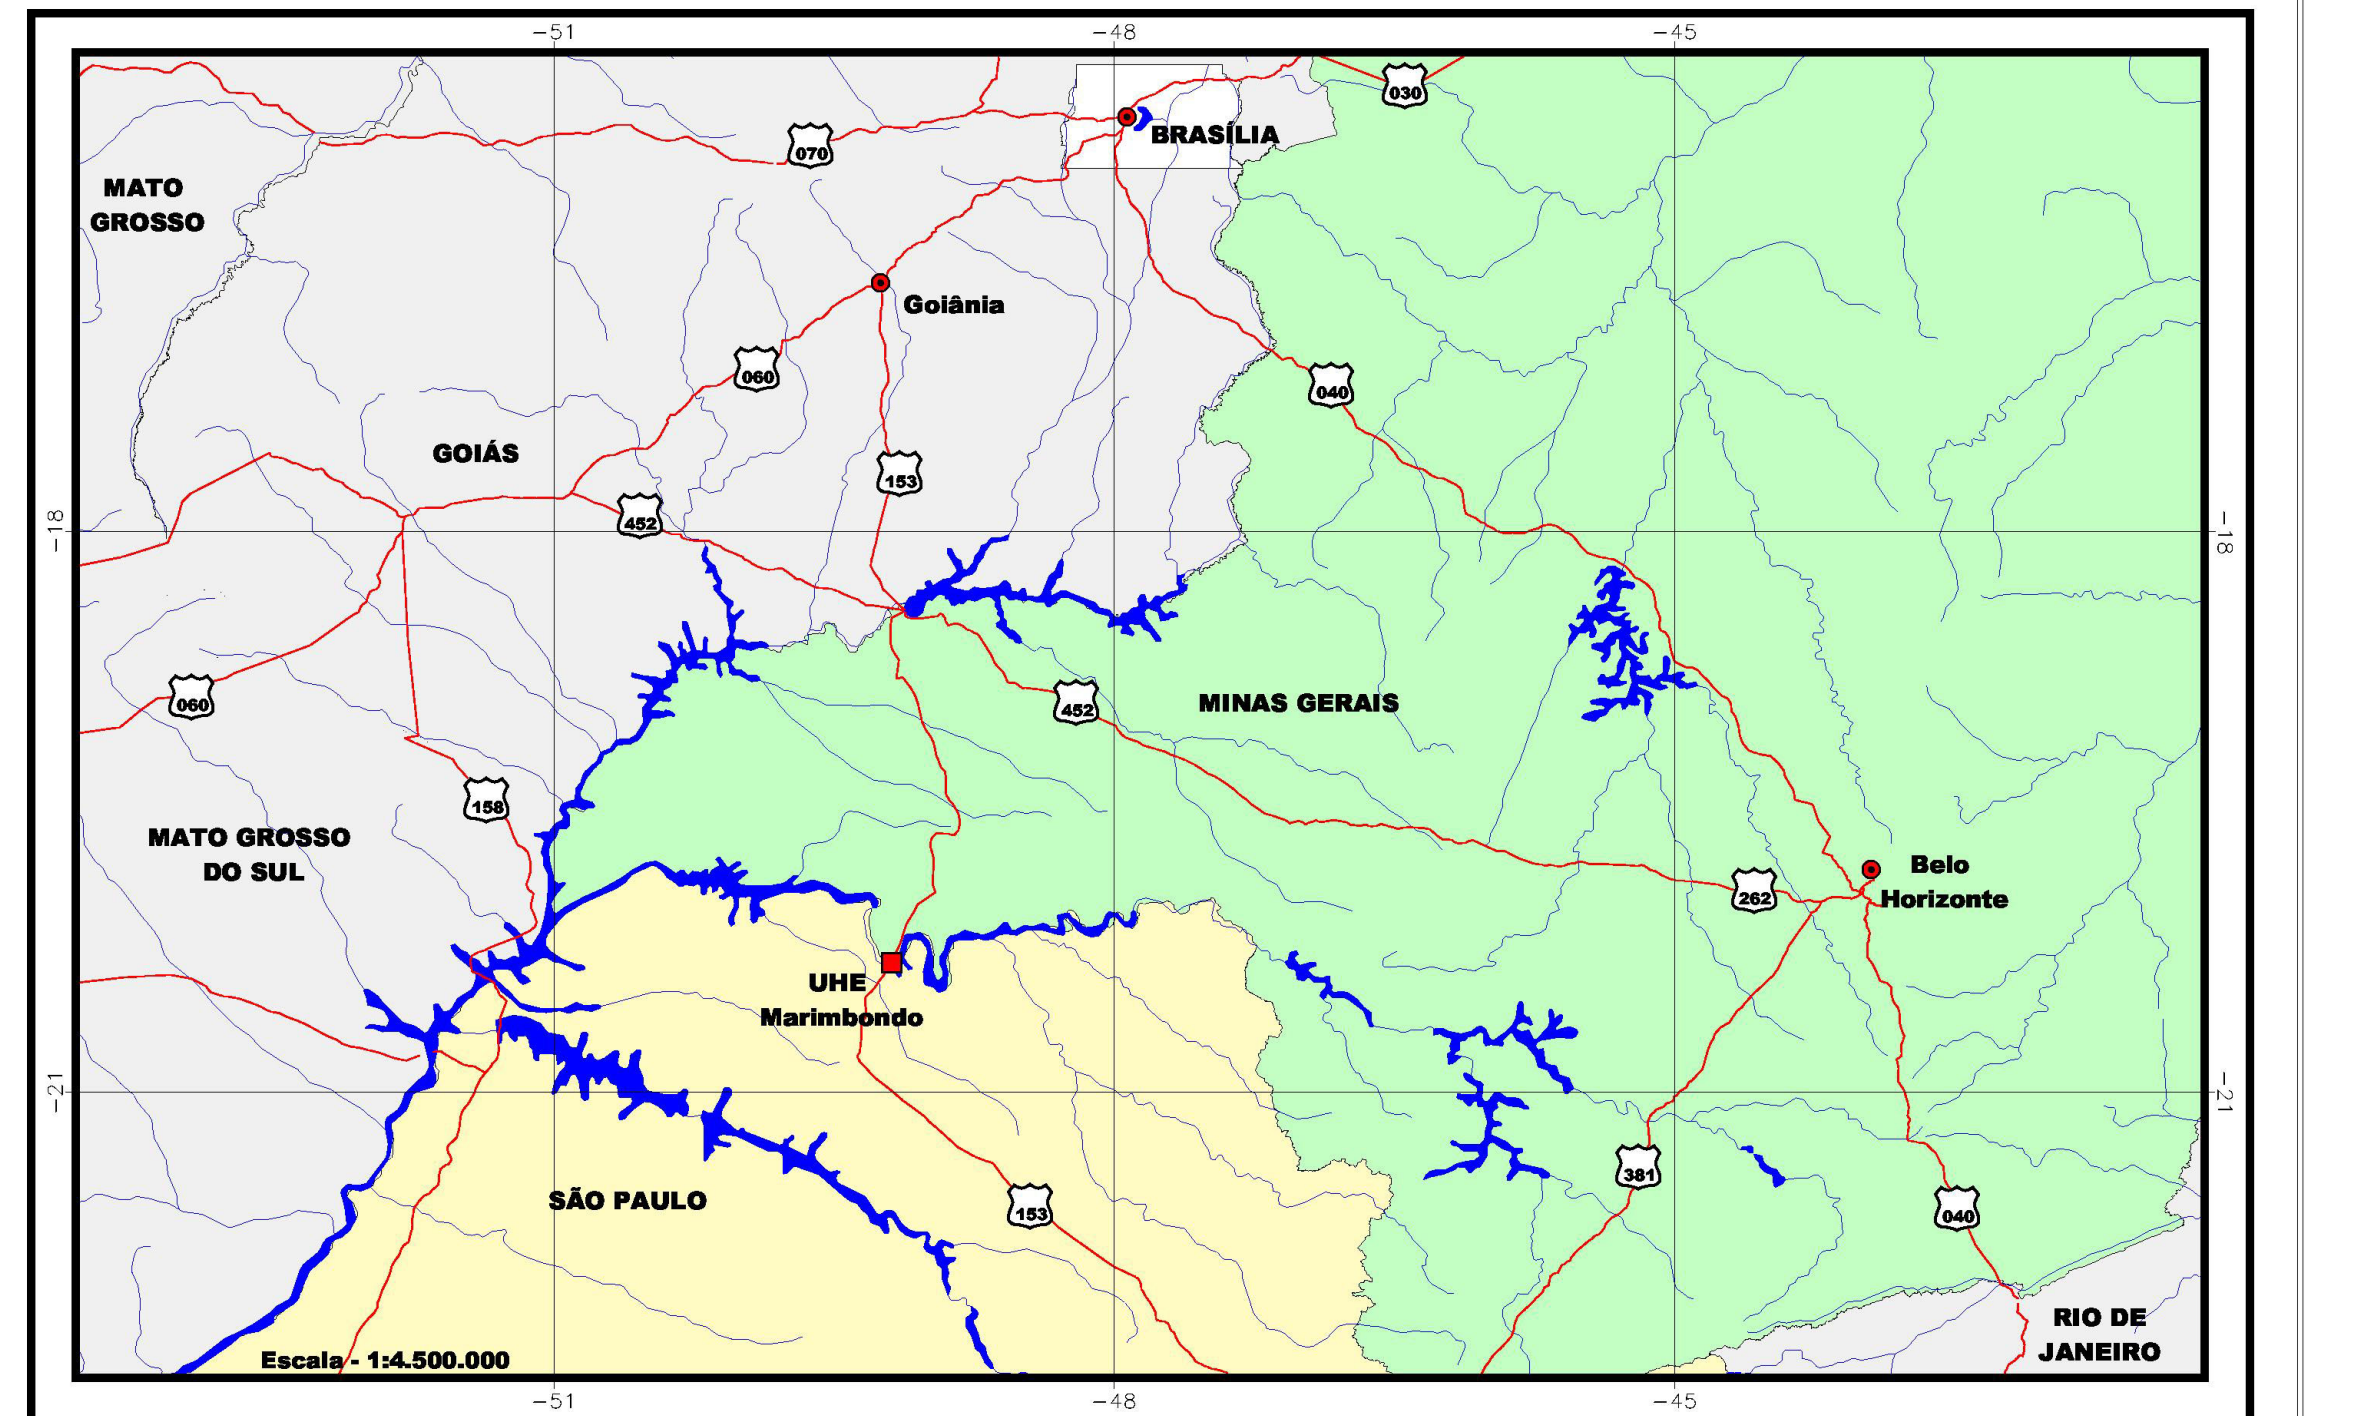 -51
-48
-45
030
BRASÍLIA
070
MATO
GROSSO
Goiânia
060
040
GOIÁS
153
452
-18
-18
060
452
MINAS GERAIS
158
MATO GROSSO
DO SUL
Belo
Horizonte
262
UHE
Marimbondo
-21
-21
381
SÃO PAULO
153
040
RIO DE
JANEIRO
Escala - 1:4.500.000
-51
-48
-45